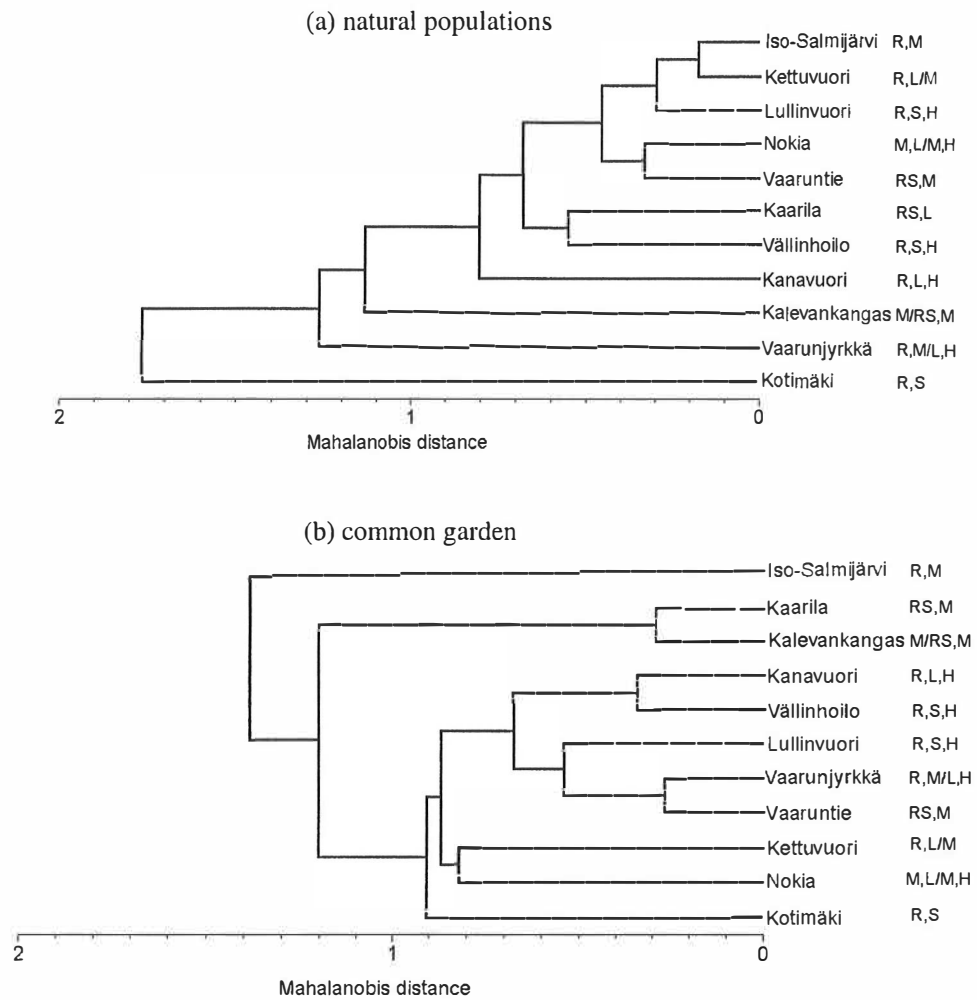 (a) natural populations
Iso-Salmijärvi R,M
Kettuvuori R,L/M
Lullinvuori R,S,H
Nokia M,L/M,H
Vaaruntie RS,M
Kaarila RS,L
Vällinhoilo R,S,H
Kanavuori R,L,H
Kalevankangas M/RS,M
Vaarunjyrkkä R,M/L,H
Kotimäki R,S
2 1 0
Mahalanobis distance
(b) common garden
Iso-Salmijärvi R,M
Kaarila RS,M
Kalevankangas M/RS,M
Kanavuori R,L,H
Vällinhoilo R,S,H
Lullinvuori R,S,H
Vaarunjyrkkä R,M/L,H
Vaaruntie RS,M
Kettuvuori R,L/M
Nokia M,L/M,H
Kotimäki R,S
2 1 0
Mahalanobis distance